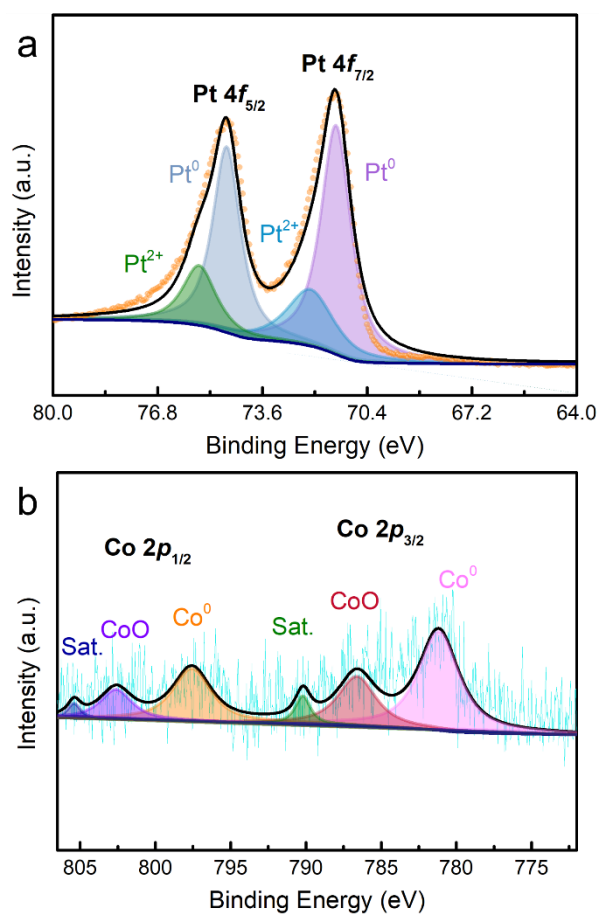 a
Pt 4f5/2
Pt 4f7/2
Pt0
Pt0
Pt2+
Pt2+
Intensity (a.u.)
80.0 76.8 73.6 70.4 67.2 64.0
Binding Energy (eV)
b
Co 2p1/2
Co 2p3/2
Sat. CoO Co0 Sat. CoO Co0
Intensity (a.u.)
805 800 795 790 785 780 775
Binding Energy (eV)